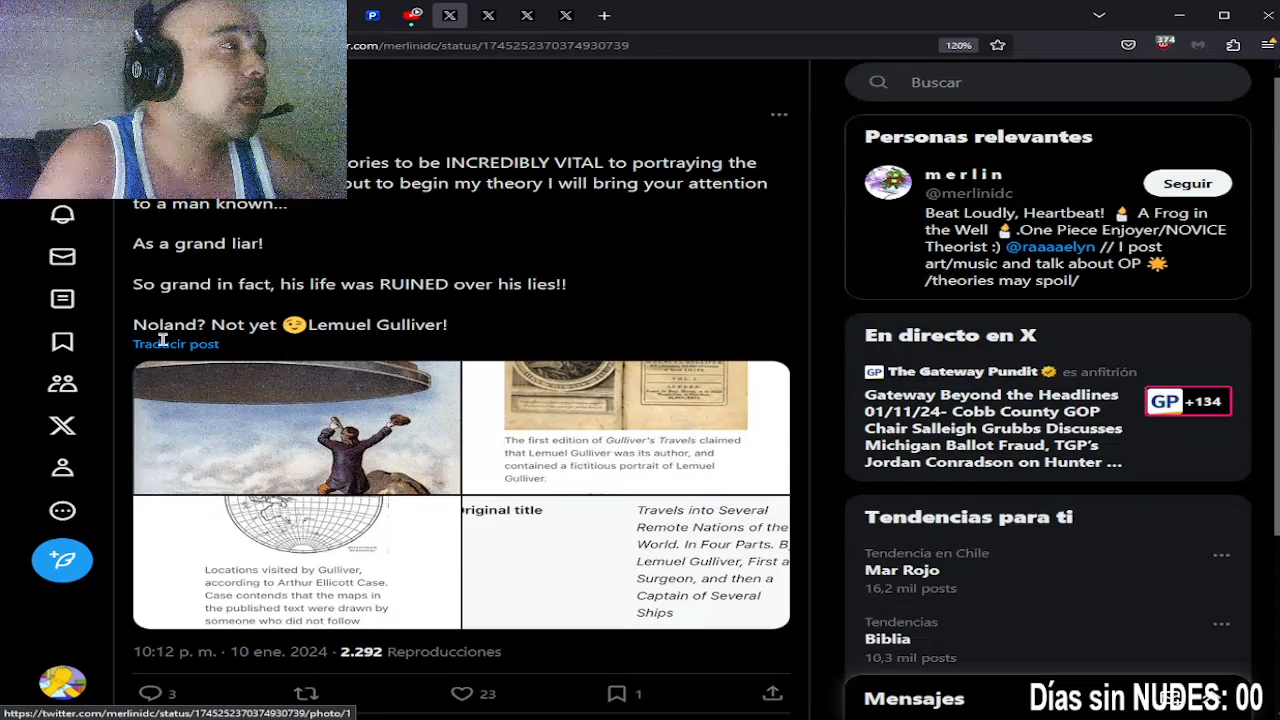 .com/merlinidc/status/1745252370374930739
120%
374
Buscar
ories to be INCREDIBLY VITAL to portraying the
out to begin my theory I will bring your attention
to a man known...
As a grand liar!
So grand in fact, his life was RUINED over his lies!!
Noland? Not yet 😉Lemuel Gulliver!
Traducir post
The first edition of Gulliver's Travels claimed
that Lemuel Gulliver was its author, and
contained a fictitious portrait of Lemuel
Gulliver.
Locations visited by Gulliver,
according to Arthur Ellicott Case.
Case contends that the maps in
the published text were drawn by
someone who did not follow
riginal title
Travels into Several
Remote Nations of the
World. In Four Parts. B
Lemuel Gulliver, First a
Surgeon, and then a
Captain of Several
Ships
10:12 p. m. · 10 ene. 2024 · 2.292 Reproducciones
3
23
1
Personas relevantes
m e r l i n
@merlinidc
Seguir
Beat Loudly, Heartbeat! 🕯️ A Frog in
the Well 🕯️.One Piece Enjoyer/NOVICE
Theorist :) @raaaaelyn // I post
art/music and talk about OP 🌟
/theories may spoil/
En directo en X
GP The Gateway Pundit es anfitrión
Gateway Beyond the Headlines
01/11/24- Cobb County GOP
Chair Salleigh Grubbs Discusses
Michigan Ballot Fraud, TGP's
Jordan Conradson on Hunter ...
GP +134
Tendencias para ti
Tendencia en Chile
Mar Rojo
16,2 mil posts
Tendencias
Biblia
10,3 mil posts
Mensajes
Días sin NUDES: 00
https://twitter.com/merlinidc/status/1745252370374930739/photo/1